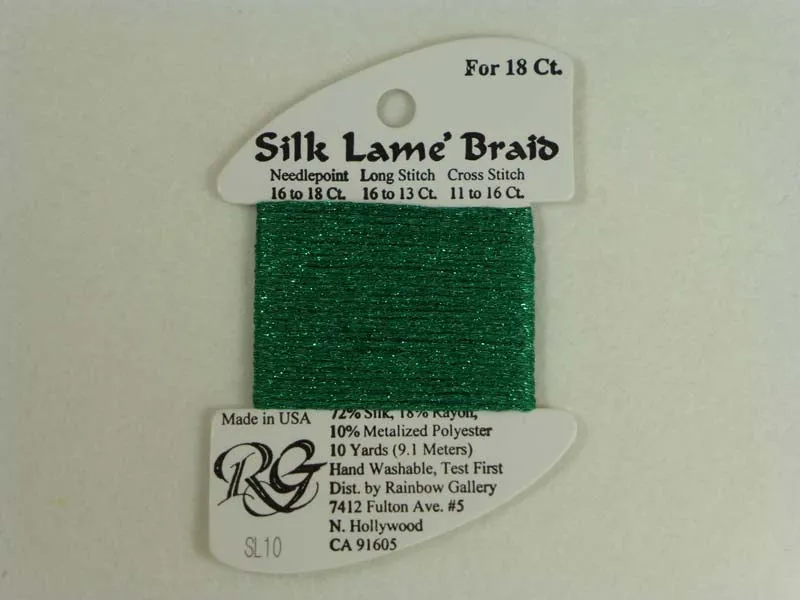 For 18 Ct.
Silk Lame' Braid
Needlepoint Long Stitch Cross Stitch
16 to 18 Ct. 16 to 13 Ct. 11 to 16 Ct.
Made in USA
72% Silk, 18% Rayon,
10% Metalized Polyester
10 Yards (9.1 Meters)
Hand Washable, Test First
Dist. by Rainbow Gallery
7412 Fulton Ave. #5
N. Hollywood
CA 91605
RG
SL10